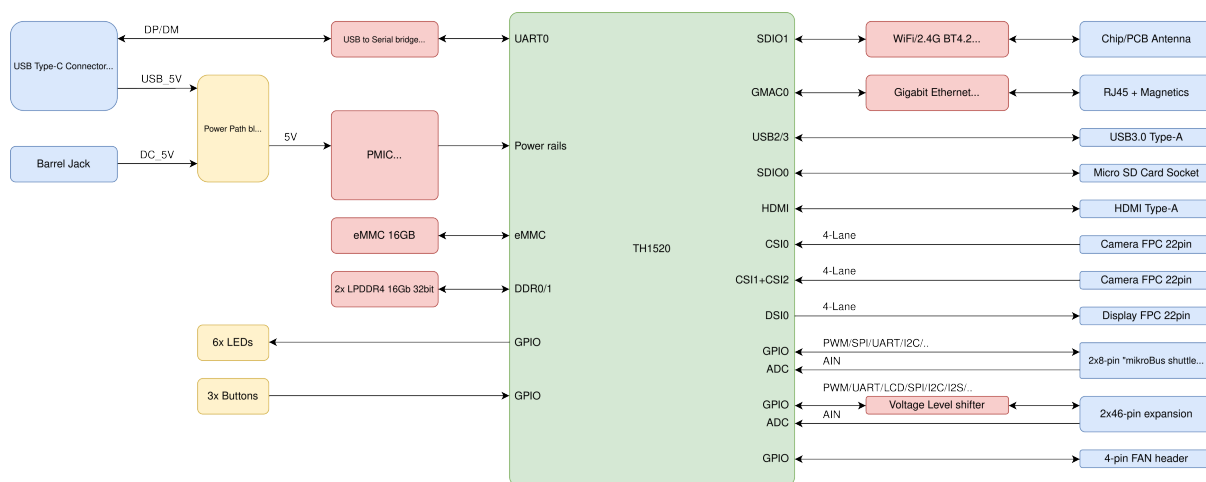 DP/DM
USB Type-C Connector...
USB to Serial bridge...
UART0
USB_5V
Power Path bl...
5V
Barrel Jack
DC_5V
PMIC...
Power rails
eMMC 16GB
eMMC
2x LPDDR4 16Gb 32bit
DDR0/1
6x LEDs
GPIO
3x Buttons
GPIO
TH1520
SDIO1
WiFi/2.4G BT4.2...
Chip/PCB Antenna
GMAC0
Gigabit Ethernet...
RJ45 + Magnetics
USB2/3
USB3.0 Type-A
SDIO0
Micro SD Card Socket
HDMI
HDMI Type-A
CSI0
4-Lane
Camera FPC 22pin
CSI1+CSI2
4-Lane
Camera FPC 22pin
DSI0
4-Lane
Display FPC 22pin
GPIO
PWM/SPI/UART/I2C/..
2x8-pin "mikroBus shuttle...
ADC
AIN
PWM/UART/LCD/SPI/I2C/I2S/..
GPIO
Voltage Level shifter
2x46-pin expansion
ADC
AIN
GPIO
4-pin FAN header